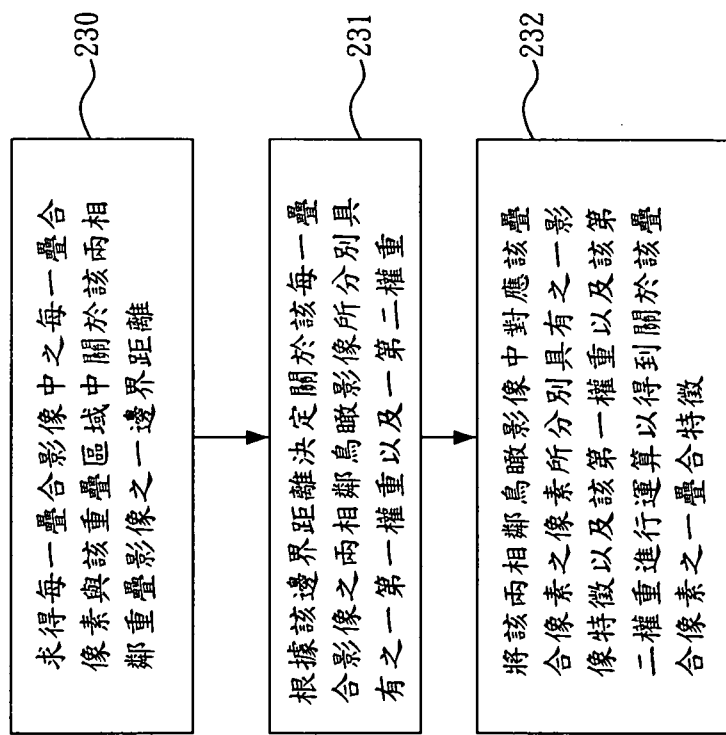 求得每一疊合影像中之每一疊合
像素與該重疊區域中關於該兩相
鄰重疊影像之一邊界距離
230
根據該邊界距離決定關於該每一疊
合影像之兩相鄰鳥瞰影像所分別具
有之一第一權重以及一第二權重
231
將該兩相鄰鳥瞰影像中對應該疊
合像素之像素所分別具有之一影
像特徵以及該第一權重以及該第
二權重進行運算以得到關於該疊
合像素之一疊合特徵
232